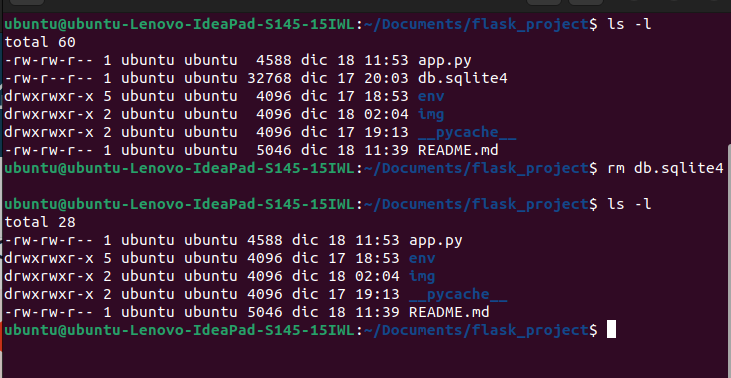 ubuntu@ubuntu-Lenovo-IdeaPad-S145-15IWL:~/Documents/flask_project$ ls -l
total 60
-rw-rw-r-- 1 ubuntu ubuntu  4588 dic 18 11:53 app.py
-rw-r--r-- 1 ubuntu ubuntu 32768 dic 17 20:03 db.sqlite4
drwxrwxr-x 5 ubuntu ubuntu  4096 dic 17 18:53 env
drwxrwxr-x 2 ubuntu ubuntu  4096 dic 18 02:04 img
drwxrwxr-x 2 ubuntu ubuntu  4096 dic 17 19:13 __pycache__
-rw-rw-r-- 1 ubuntu ubuntu  5046 dic 18 11:39 README.md
ubuntu@ubuntu-Lenovo-IdeaPad-S145-15IWL:~/Documents/flask_project$ rm db.sqlite4
ubuntu@ubuntu-Lenovo-IdeaPad-S145-15IWL:~/Documents/flask_project$ ls -l
total 28
-rw-rw-r-- 1 ubuntu ubuntu 4588 dic 18 11:53 app.py
drwxrwxr-x 5 ubuntu ubuntu 4096 dic 17 18:53 env
drwxrwxr-x 2 ubuntu ubuntu 4096 dic 18 02:04 img
drwxrwxr-x 2 ubuntu ubuntu 4096 dic 17 19:13 __pycache__
-rw-rw-r-- 1 ubuntu ubuntu 5046 dic 18 11:39 README.md
ubuntu@ubuntu-Lenovo-IdeaPad-S145-15IWL:~/Documents/flask_project$